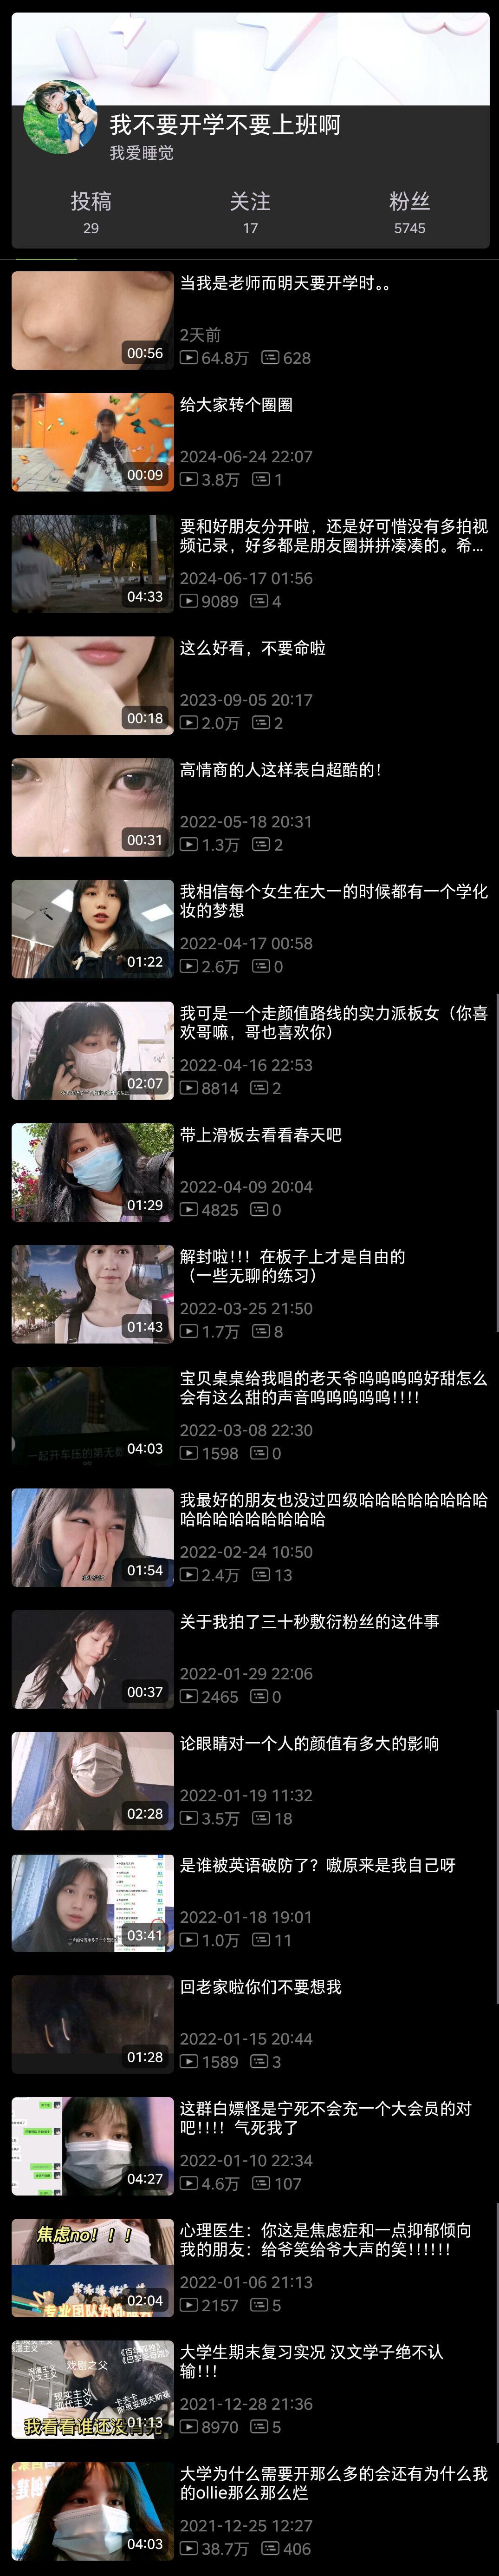 我不要开学不要上班啊
我爱睡觉
投稿 关注 粉丝
29 17 5745
当我是老师而明天要开学时。。
2天前
00:56 64.8万 628
给大家转个圈圈
2024-06-24 22:07
00:09 3.8万 1
要和好朋友分开啦，还是好可惜没有多拍视
频记录，好多都是朋友圈拼拼凑凑的。希...
2024-06-17 01:56
04:33 9089 4
这么好看，不要命啦
2023-09-05 20:17
00:18 2.0万 2
高情商的人这样表白超酷的！
2022-05-18 20:31
00:31 1.3万 2
我相信每个女生在大一的时候都有一个学化
妆的梦想
2022-04-17 00:58
01:22 2.6万 0
我可是一个走颜值路线的实力派板女（你喜
欢哥嘛，哥也喜欢你）
2022-04-16 22:53
02:07 8814 2
带上滑板去看看春天吧
2022-04-09 20:04
01:29 4825 0
解封啦！！！在板子上才是自由的
（一些无聊的练习）
2022-03-25 21:50
01:43 1.7万 8
宝贝桌桌给我唱的老天爷呜呜呜呜好甜怎么
会有这么甜的声音呜呜呜呜呜！！！！
2022-03-08 22:30
一起开车压的第无数
04:03 1598 0
我最好的朋友也没过四级哈哈哈哈哈哈哈哈
哈哈哈哈哈哈哈哈哈
2022-02-24 10:50
01:54 2.4万 13
关于我拍了三十秒敷衍粉丝的这件事
2022-01-29 22:06
00:37 2465 0
论眼睛对一个人的颜值有多大的影响
2022-01-19 11:32
02:28 3.5万 18
是谁被英语破防了？嗷原来是我自己呀
2022-01-18 19:01
03:41 1.0万 11
回老家啦你们不要想我
2022-01-15 20:44
01:28 1589 3
这群白嫖怪是宁死不会充一个大会员的对
吧！！！！气死我了
2022-01-10 22:34
04:27 4.6万 107
焦虑no！！！
心理医生：你这是焦虑症和一点抑郁倾向
我的朋友：给爷笑给爷大声的笑！！！！！！
2022-01-06 21:13
专业团队为你服务
02:04 2157 5
大学生期末复习实况 汉文学子绝不认
输！！！
戏剧之父
现实主义
现代主义
卡夫卡
2021-12-28 21:36
我看看谁还没背完
01:13 8970 5
大学为什么需要开那么多的会还有为什么我
的ollie那么那么烂
2021-12-25 12:27
04:03 38.7万 406